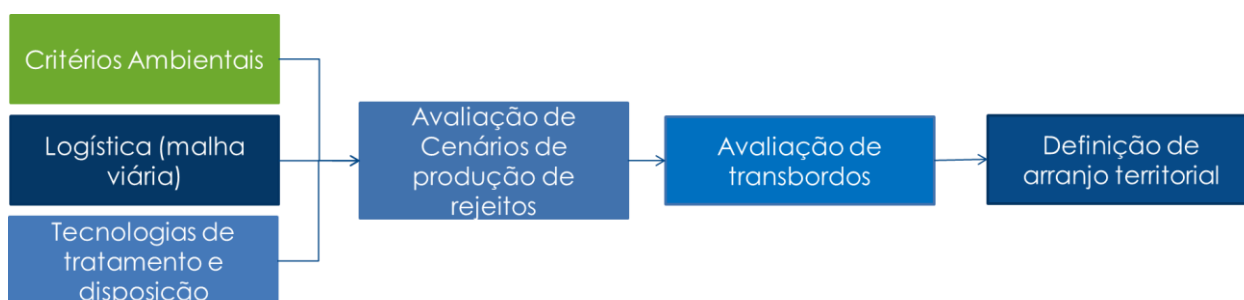 Critérios Ambientais
Logística (malha
viária)
Tecnologias de
tratamento e
disposição
Avaliação de
Cenários de
produção de
rejeitos
Avaliação de
transbordos
Definição de
arranjo territorial